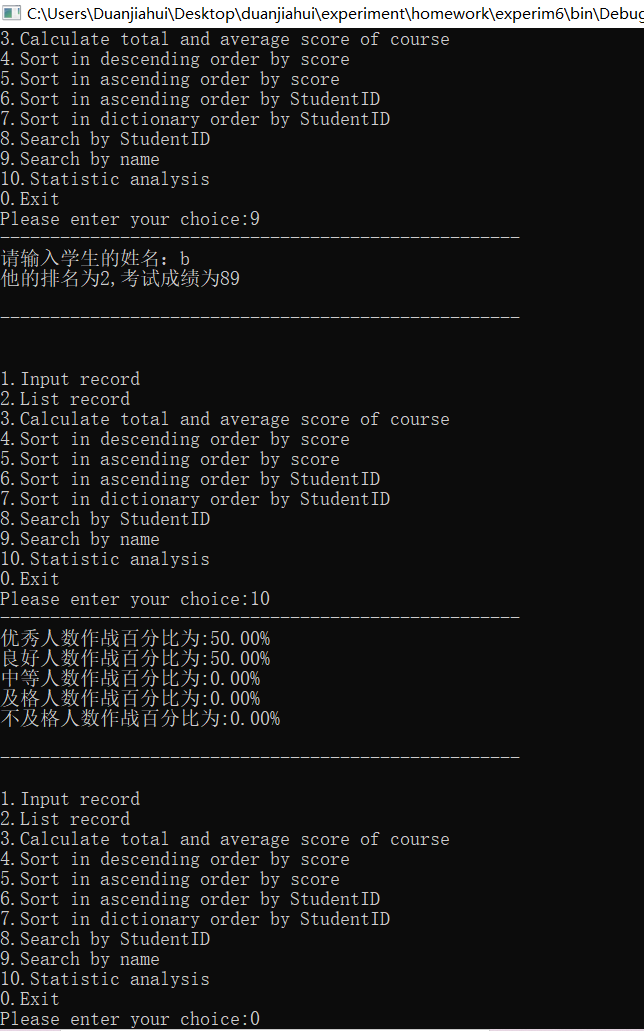 C:\Users\Duanjiahui\Desktop\duanjiahui\experiment\homework\experim6\bin\Debug
3.Calculate total and average score of course
4.Sort in descending order by score
5.Sort in ascending order by score
6.Sort in ascending order by StudentID
7.Sort in dictionary order by StudentID
8.Search by StudentID
9.Search by name
10.Statistic analysis
0.Exit
Please enter your choice:9
----------------------------------------------------
请输入学生的姓名：b
他的排名为2,考试成绩为89
----------------------------------------------------
1.Input record
2.List record
3.Calculate total and average score of course
4.Sort in descending order by score
5.Sort in ascending order by score
6.Sort in ascending order by StudentID
7.Sort in dictionary order by StudentID
8.Search by StudentID
9.Search by name
10.Statistic analysis
0.Exit
Please enter your choice:10
----------------------------------------------------
优秀人数作战百分比为:50.00%
良好人数作战百分比为:50.00%
中等人数作战百分比为:0.00%
及格人数作战百分比为:0.00%
不及格人数作战百分比为:0.00%
----------------------------------------------------
1.Input record
2.List record
3.Calculate total and average score of course
4.Sort in descending order by score
5.Sort in ascending order by score
6.Sort in ascending order by StudentID
7.Sort in dictionary order by StudentID
8.Search by StudentID
9.Search by name
10.Statistic analysis
0.Exit
Please enter your choice:0